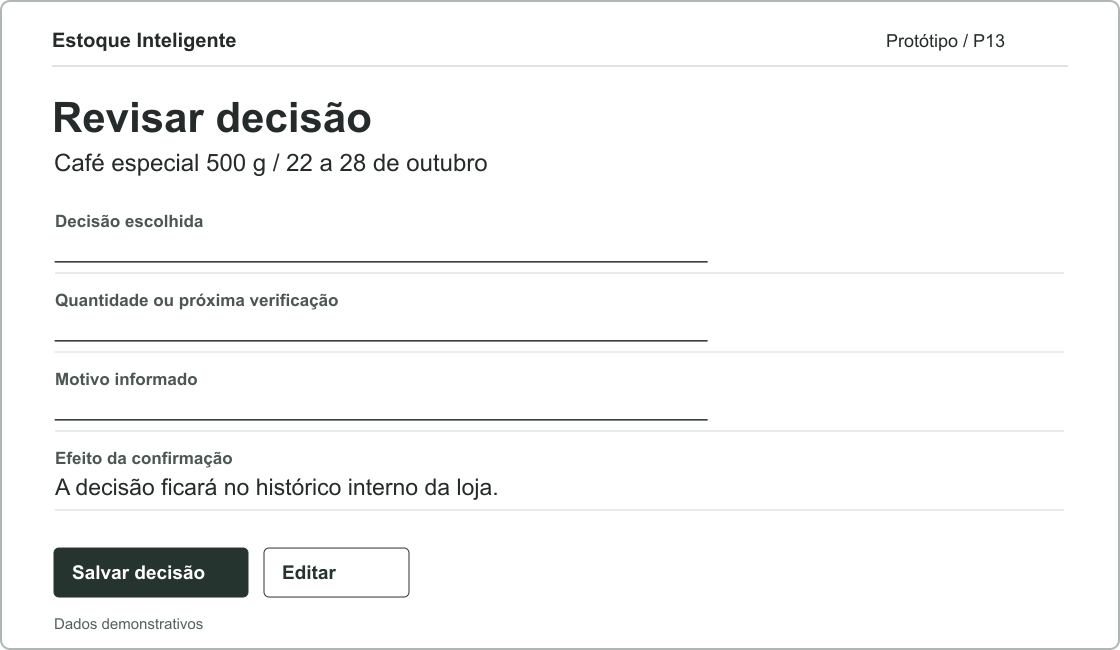 Estoque Inteligente
Protótipo / P13
Revisar decisão
Café especial 500 g / 22 a 28 de outubro
Decisão escolhida
Quantidade ou próxima verificação
Motivo informado
Efeito da confirmação
A decisão ficará no histórico interno da loja.
Salvar decisão
Editar
Dados demonstrativos